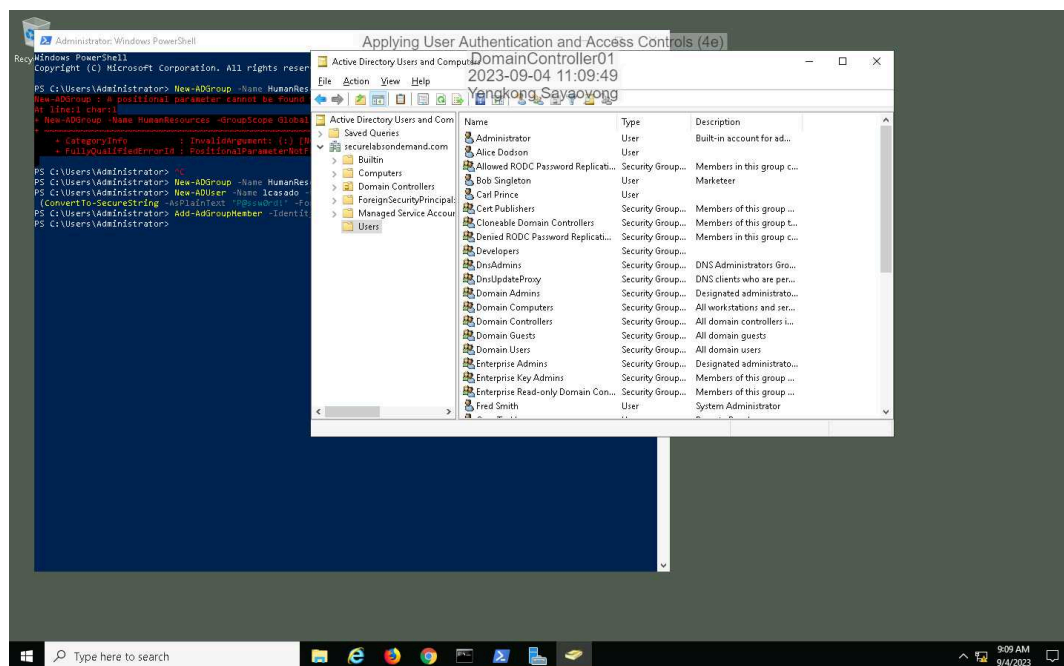 Applying User Authentication and Access Controls (4e)
DomainController01
2023-09-04 11:09:49
Yengkong Sayaovong
Administrator: Windows PowerShell
Windows PowerShell
Copyright (C) Microsoft Corporation. All rights reser
PS C:\Users\Administrator> New-ADGroup -Name HumanRes
New-ADGroup : A positional parameter cannot be found
At line:1 char:1
+ New-ADGroup -Name HumanResources -GroupScope Global
+ CategoryInfo : InvalidArgument: (:) [N
+ FullyQualifiedErrorId : PositionalParameterNotF
PS C:\Users\Administrator> ^C
PS C:\Users\Administrator> New-ADGroup -Name HumanRes
PS C:\Users\Administrator> New-ADUser -Name lcasado -
(ConvertTo-SecureString -AsPlainText "P@ssw0rd!" -Fo
PS C:\Users\Administrator> Add-AdGroupMember -Identit
PS C:\Users\Administrator>
Active Directory Users and Computers
File Action View Help
Active Directory Users and Com
Saved Queries
securelabsondemand.com
Builtin
Computers
Domain Controllers
ForeignSecurityPrincipal:
Managed Service Accour
Users
Name Type Description
Administrator User Built-in account for ad...
Alice Dodson User
Allowed RODC Password Replicati... Security Group... Members in this group c...
Bob Singleton User Marketeer
Carl Prince User
Cert Publishers Security Group... Members of this group ...
Cloneable Domain Controllers Security Group... Members of this group t...
Denied RODC Password Replicati... Security Group... Members in this group c...
Developers Security Group...
DnsAdmins Security Group... DNS Administrators Gro...
DnsUpdateProxy Security Group... DNS clients who are per...
Domain Admins Security Group... Designated administrato...
Domain Computers Security Group... All workstations and ser...
Domain Controllers Security Group... All domain controllers i...
Domain Guests Security Group... All domain guests
Domain Users Security Group... All domain users
Enterprise Admins Security Group... Designated administrato...
Enterprise Key Admins Security Group... Members of this group ...
Enterprise Read-only Domain Con... Security Group... Members of this group ...
Fred Smith User System Administrator
Type here to search
9:09 AM
9/4/2023